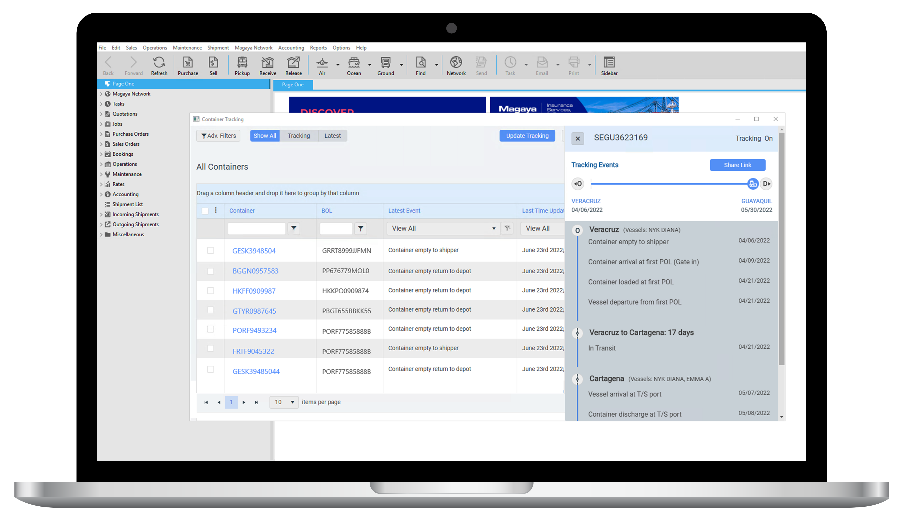 File Edit Sales Operations Maintenance Shipment Magaya Network Accounting Reports Options Help
Back Forward Refresh Purchase Sell Pickup Receive Release Air Ocean Ground Find Network Send Task Email Print Sidebar
Page One
Page One
Magaya Network
Tasks
Quotations
Jobs
Purchase Orders
Sales Orders
Bookings
Operations
Maintenance
Rates
Accounting
Shipment List
Incoming Shipments
Outgoing Shipments
Miscellaneous
DISCOVER
Magaya Insurance Services,
Container Tracking
Adv. Filters Show All Tracking Latest Update Tracking
All Containers
Drag a column header and drop it here to group by that column
Container BOL Latest Event Last Time Upda
View All View All
GESK3948504 GRRT8999JJFMN Container empty to shipper June 23rd 2022,
BGGN0957583 PP676779MOL0 Container empty return to depot June 23rd 2022,
HKFF0909987 HKKPO0909874 Container empty return to depot June 23rd 2022,
GTYR0987645 Container empty return to depot June 23rd 2022,
PORF9483234 PORF77585888B Container empty return to depot June 23rd 2022,
FRTF9045322 PORF77585888B Container empty to shipper June 23rd 2022,
GESK39485044 PORF77585888B Container empty return to depot June 23rd 2022,
1 10 items per page
SEGU3623169 Tracking On
Tracking Events Share Link
VERACRUZ GUAYAQUIL
04/06/2022 05/30/2022
Veracruz (Vessels: NYK DIANA)
Container empty to shipper 04/06/2022
Container arrival at first POL (Gate in) 04/09/2022
Container loaded at first POL 04/21/2022
Vessel departure from first POL 04/21/2022
Veracruz to Cartagena: 17 days
In Transit 04/21/2022
Cartagena (Vessels: NYK DIANA, EMMA A)
Vessel arrival at T/S port 05/07/2022
Container discharge at T/S port 05/08/2022